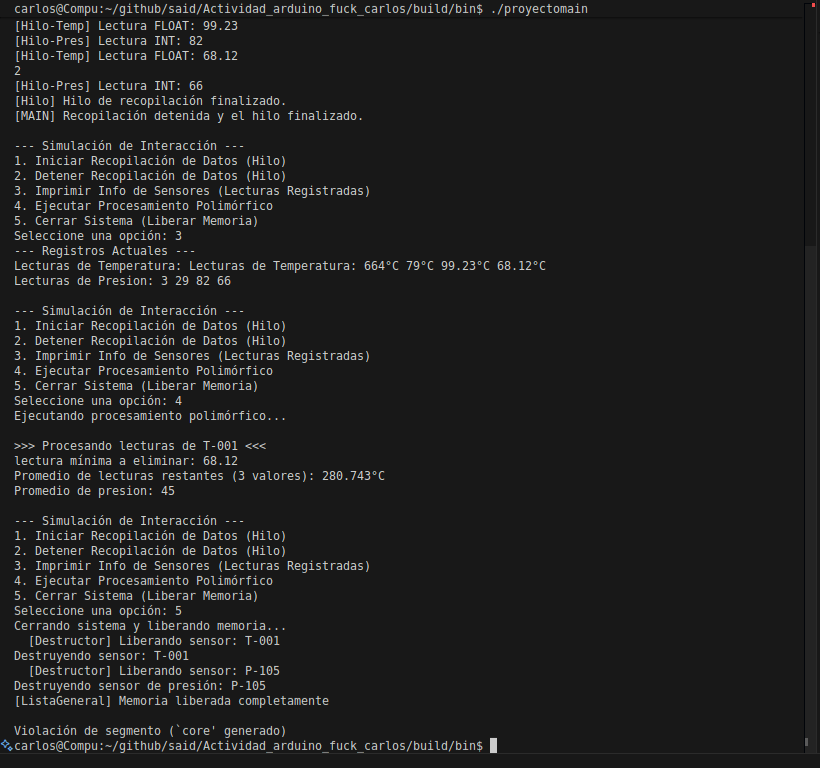 carlos@Compu:~/github/said/Actividad_arduino_fuck_carlos/build/bin$ ./proyectomain
[Hilo-Temp] Lectura FLOAT: 99.23
[Hilo-Pres] Lectura INT: 82
[Hilo-Temp] Lectura FLOAT: 68.12
2
[Hilo-Pres] Lectura INT: 66
[Hilo] Hilo de recopilación finalizado.
[MAIN] Recopilación detenida y el hilo finalizado.

--- Simulación de Interacción ---
1. Iniciar Recopilación de Datos (Hilo)
2. Detener Recopilación de Datos (Hilo)
3. Imprimir Info de Sensores (Lecturas Registradas)
4. Ejecutar Procesamiento Polimórfico
5. Cerrar Sistema (Liberar Memoria)
Seleccione una opción: 3
--- Registros Actuales ---
Lecturas de Temperatura: Lecturas de Temperatura: 664°C 79°C 99.23°C 68.12°C
Lecturas de Presion: 3 29 82 66

--- Simulación de Interacción ---
1. Iniciar Recopilación de Datos (Hilo)
2. Detener Recopilación de Datos (Hilo)
3. Imprimir Info de Sensores (Lecturas Registradas)
4. Ejecutar Procesamiento Polimórfico
5. Cerrar Sistema (Liberar Memoria)
Seleccione una opción: 4
Ejecutando procesamiento polimórfico...

>>> Procesando lecturas de T-001 <<<
lectura mínima a eliminar: 68.12
Promedio de lecturas restantes (3 valores): 280.743°C
Promedio de presion: 45

--- Simulación de Interacción ---
1. Iniciar Recopilación de Datos (Hilo)
2. Detener Recopilación de Datos (Hilo)
3. Imprimir Info de Sensores (Lecturas Registradas)
4. Ejecutar Procesamiento Polimórfico
5. Cerrar Sistema (Liberar Memoria)
Seleccione una opción: 5
Cerrando sistema y liberando memoria...
  [Destructor] Liberando sensor: T-001
Destruyendo sensor: T-001
  [Destructor] Liberando sensor: P-105
Destruyendo sensor de presión: P-105
[ListaGeneral] Memoria liberada completamente

Violación de segmento (`core' generado)
carlos@Compu:~/github/said/Actividad_arduino_fuck_carlos/build/bin$